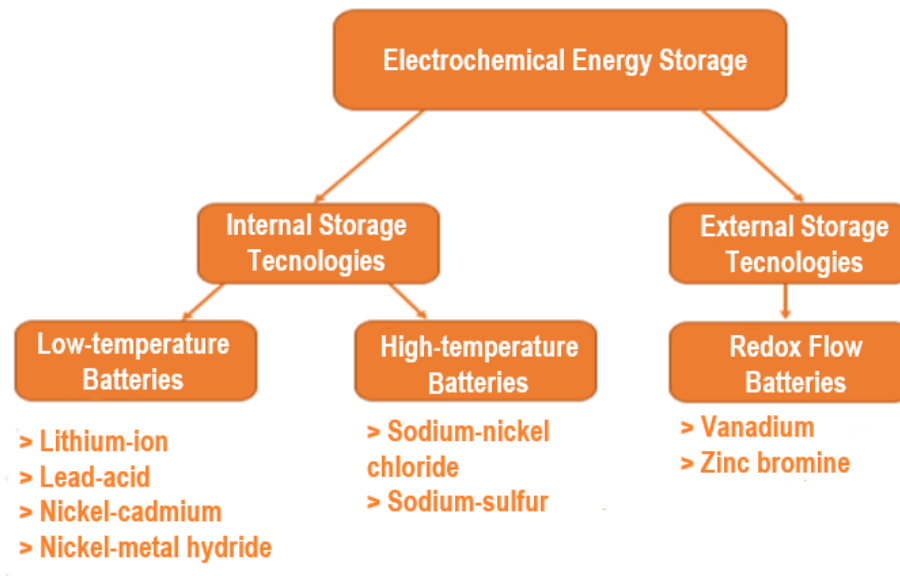 Electrochemical Energy Storage
Internal Storage
Tecnologies
External Storage
Tecnologies
Low-temperature
Batteries
High-temperature
Batteries
Redox Flow
Batteries
> Lithium-ion
> Lead-acid
> Nickel-cadmium
> Nickel-metal hydride
> Sodium-nickel
chloride
> Sodium-sulfur
> Vanadium
> Zinc bromine